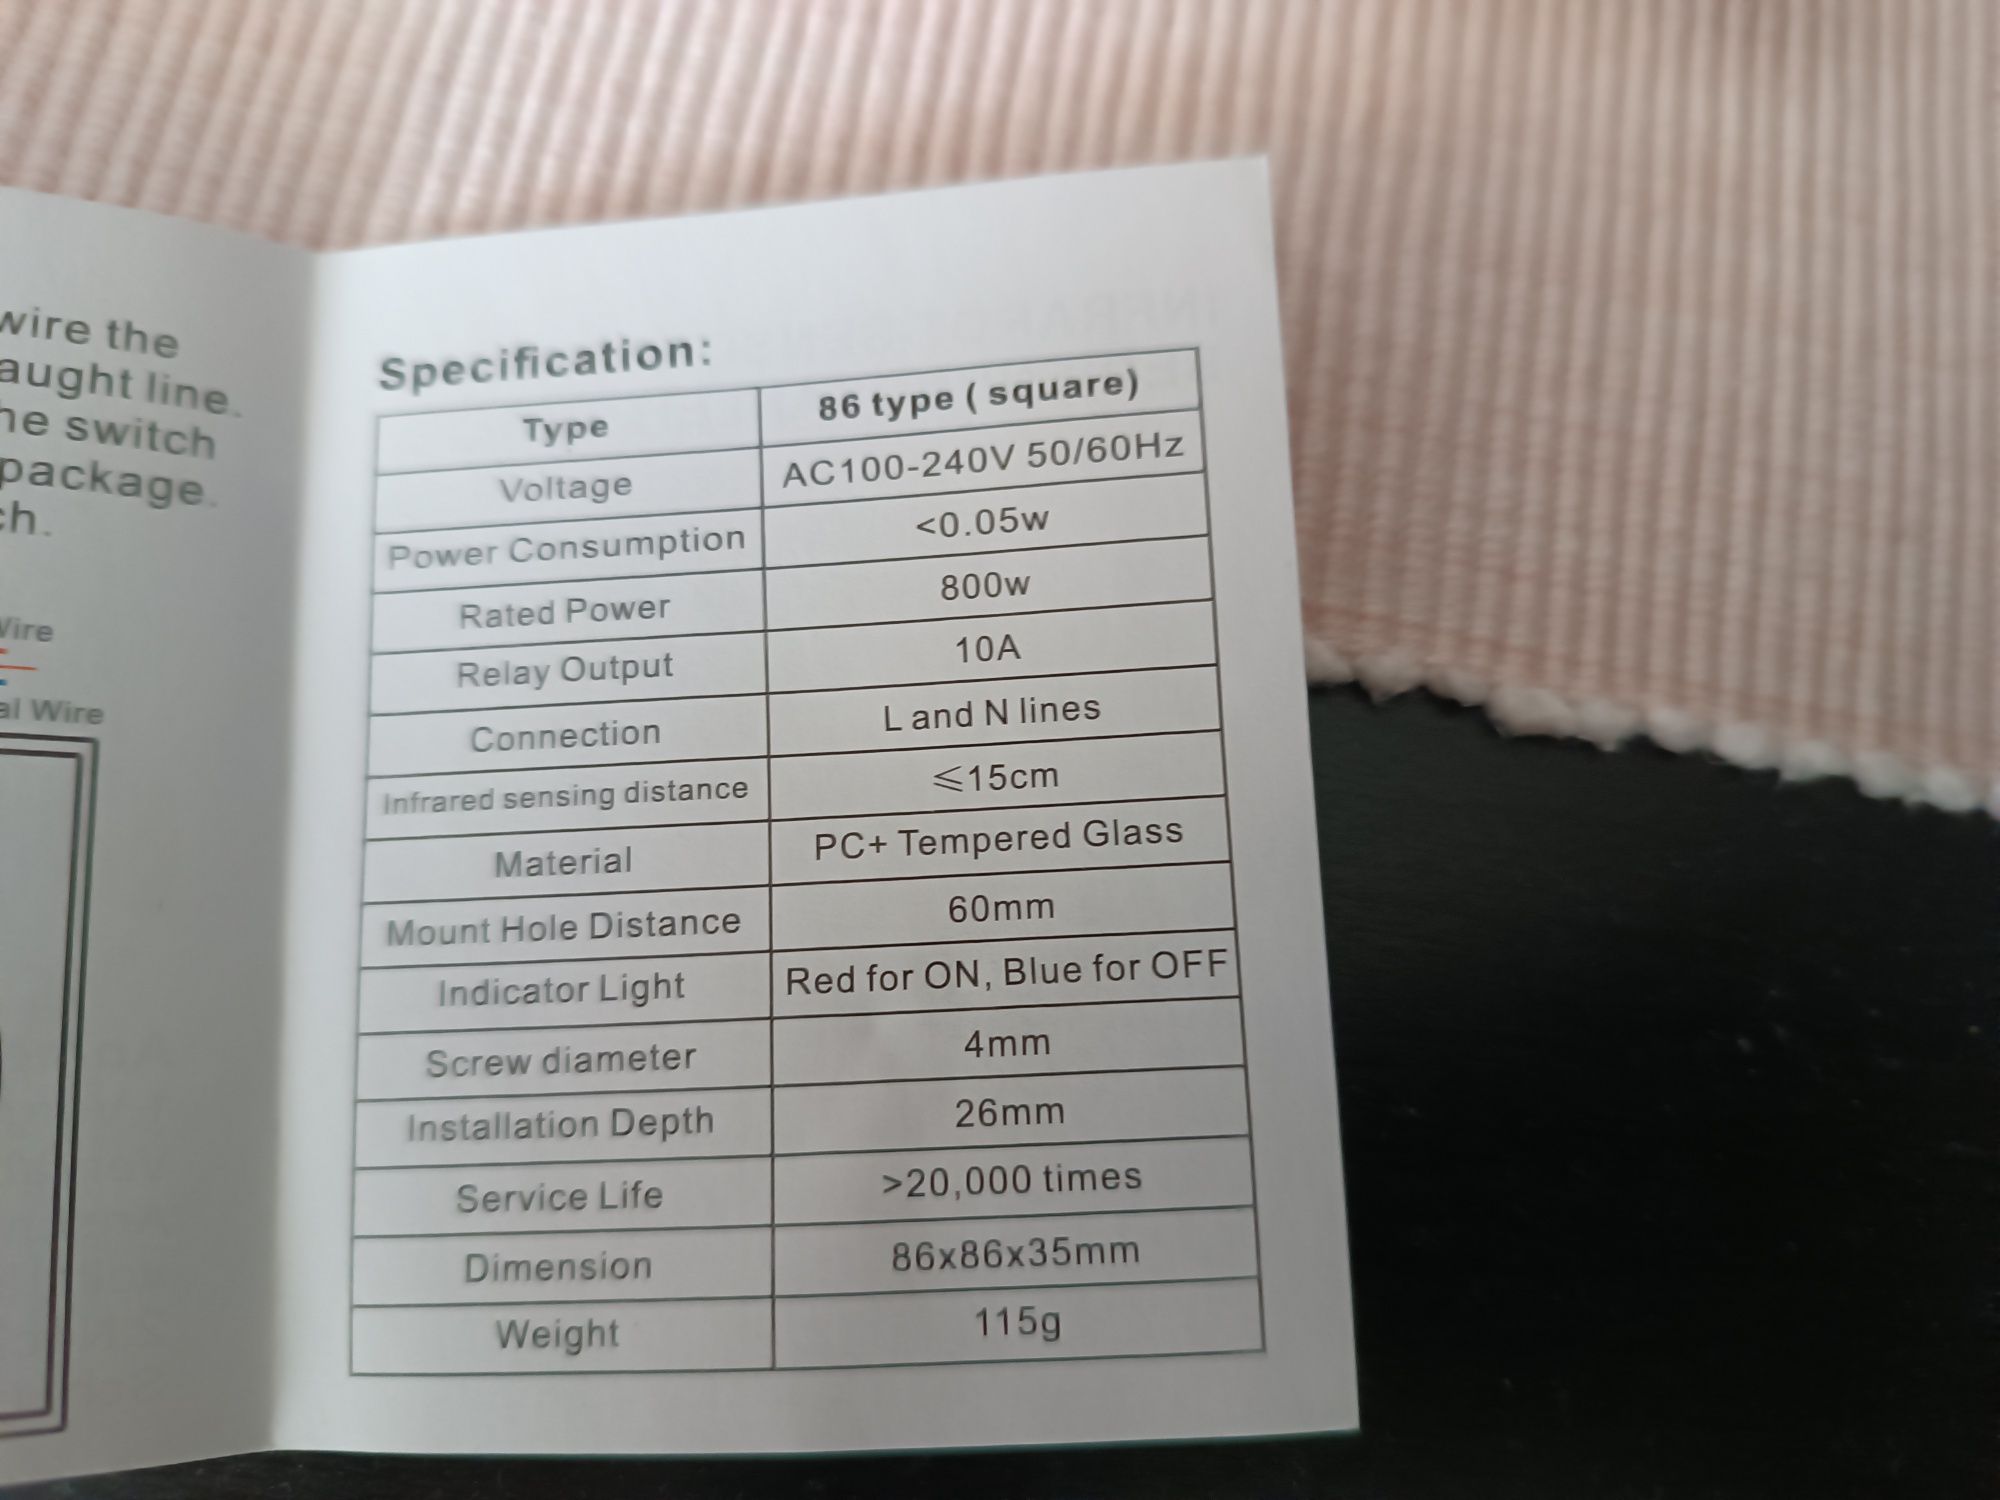 wire the
aught line.
he switch
package.
ch.
Wire
al Wire
Specification:
Type 86 type ( square)
Voltage AC100-240V 50/60Hz
Power Consumption <0.05w
Rated Power 800w
Relay Output 10A
Connection L and N lines
Infrared sensing distance ⩽15cm
Material PC+ Tempered Glass
Mount Hole Distance 60mm
Indicator Light Red for ON, Blue for OFF
Screw diameter 4mm
Installation Depth 26mm
Service Life >20,000 times
Dimension 86x86x35mm
Weight 115g